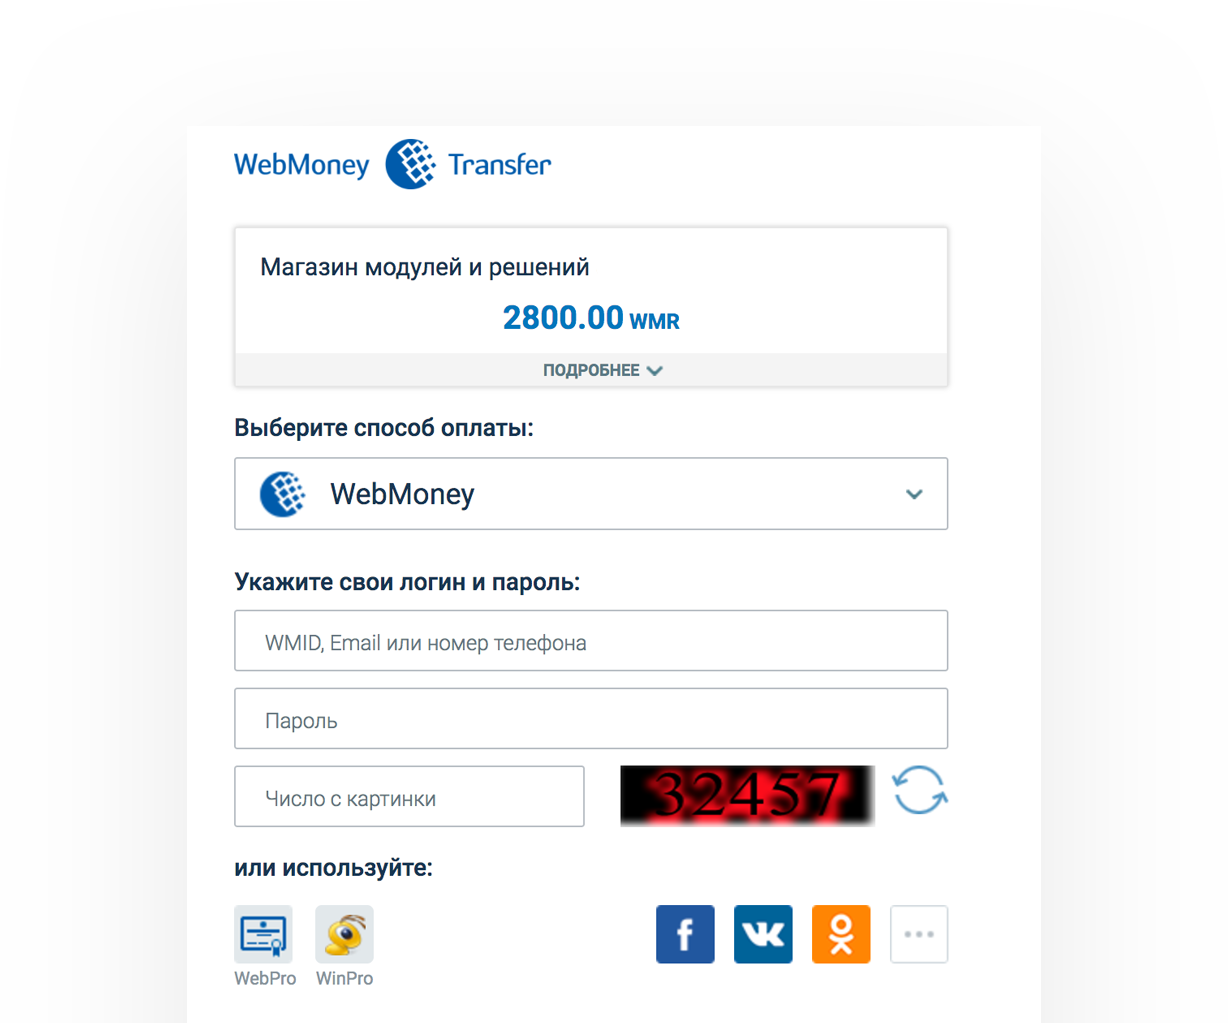 WebMoney Transfer
Магазин модулей и решений
2800.00 WMR
ПОДРОБНЕЕ
Выберите способ оплаты:
WebMoney
Укажите свои логин и пароль:
WMID, Email или номер телефона
Пароль
Число с картинки 32457
или используйте:
WebPro WinPro